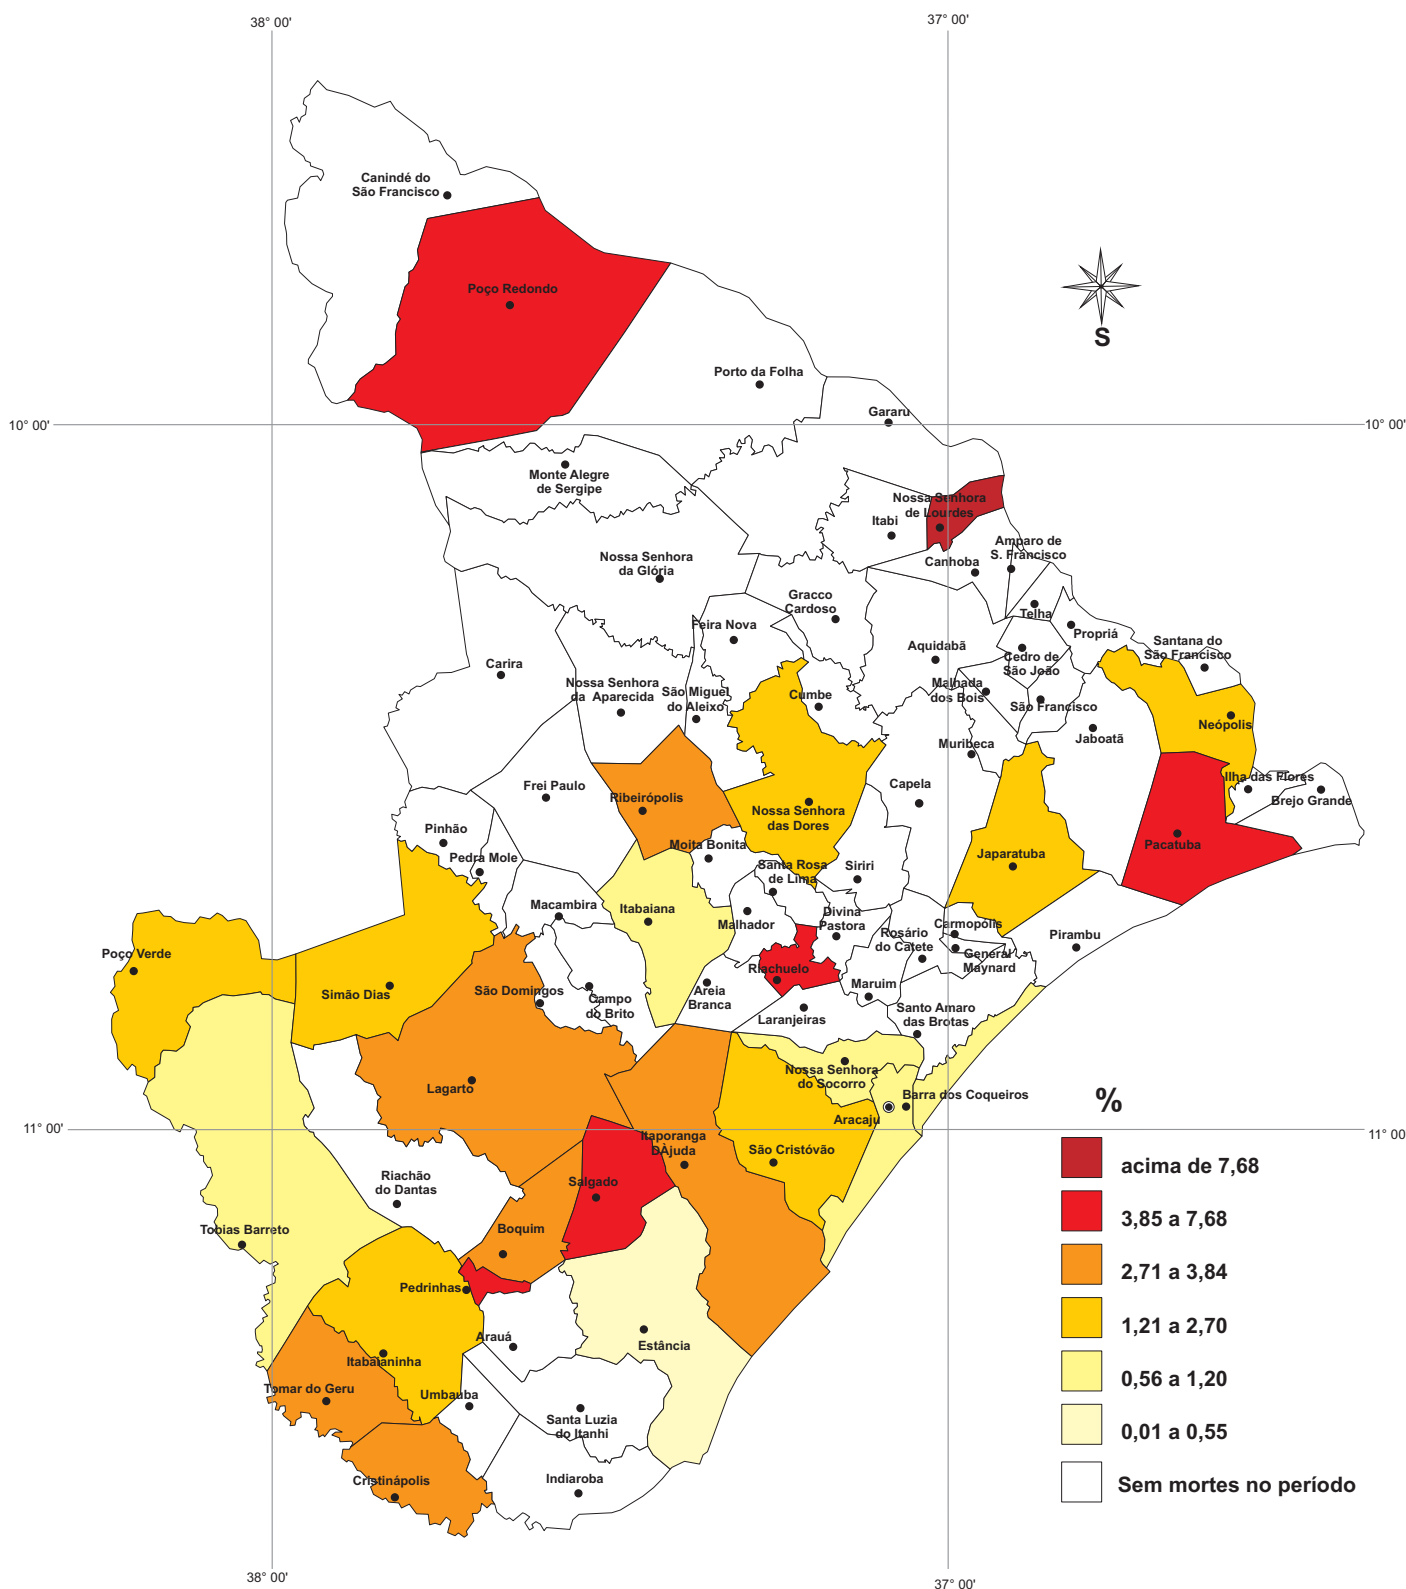 38° 00'
37° 00'
Canindé do
São Francisco
Poço Redondo
S
Porto da Folha
Gararu
10° 00'
10° 00'
Monte Alegre
de Sergipe
Nossa Senhora
de Lourdes
Itabi
Amparo de
S. Francisco
Canhoba
Nossa Senhora
da Glória
Gracco
Cardoso
Telha
Feira Nova
Propriá
Santana do
São Francisco
Aquidabã
Cedro de
São João
Carira
Nossa Senhora
da Aparecida
São Miguel
do Aleixo
Cumbe
Malhada
dos Bois
São Francisco
Neópolis
Jaboatã
Muribeca
Ilha das Flores
Brejo Grande
Frei Paulo
Ribeirópolis
Capela
Nossa Senhora
das Dores
Pinhão
Pedra Mole
Moita Bonita
Pacatuba
Japaratuba
Santa Rosa
de Lima
Siriri
Macambira
Itabaiana
Malhador
Divina
Pastora
Carmopólis
Rosário
do Catete
Pirambu
General
Maynard
Poço Verde
Simão Dias
São Domingos
Campo
do Brito
Areia
Branca
Riachuelo
Maruim
Laranjeiras
Santo Amaro
das Brotas
Nossa Senhora
do Socorro
Lagarto
Barra dos Coqueiros
%
Aracaju
11° 00'
11° 00
Itaporanga
DÀjuda
São Cristóvão
acima de 7,68
Riachão
do Dantas
Salgado
3,85 a 7,68
Tobias Barreto
Boquim
2,71 a 3,84
Pedrinhas
1,21 a 2,70
Arauá
Estância
Itabaianinha
0,56 a 1,20
Tomar do Geru
Umbauba
Santa Luzia
do Itanhi
0,01 a 0,55
Cristinápolis
Indiaroba
Sem mortes no período
38° 00'
37° 00'